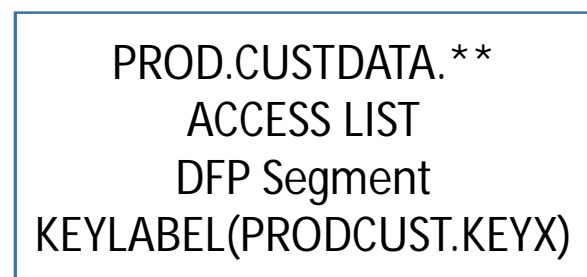 PROD.CUSTDATA.**
ACCESS LIST
DFP Segment
KEYLABEL(PRODCUST.KEYX)